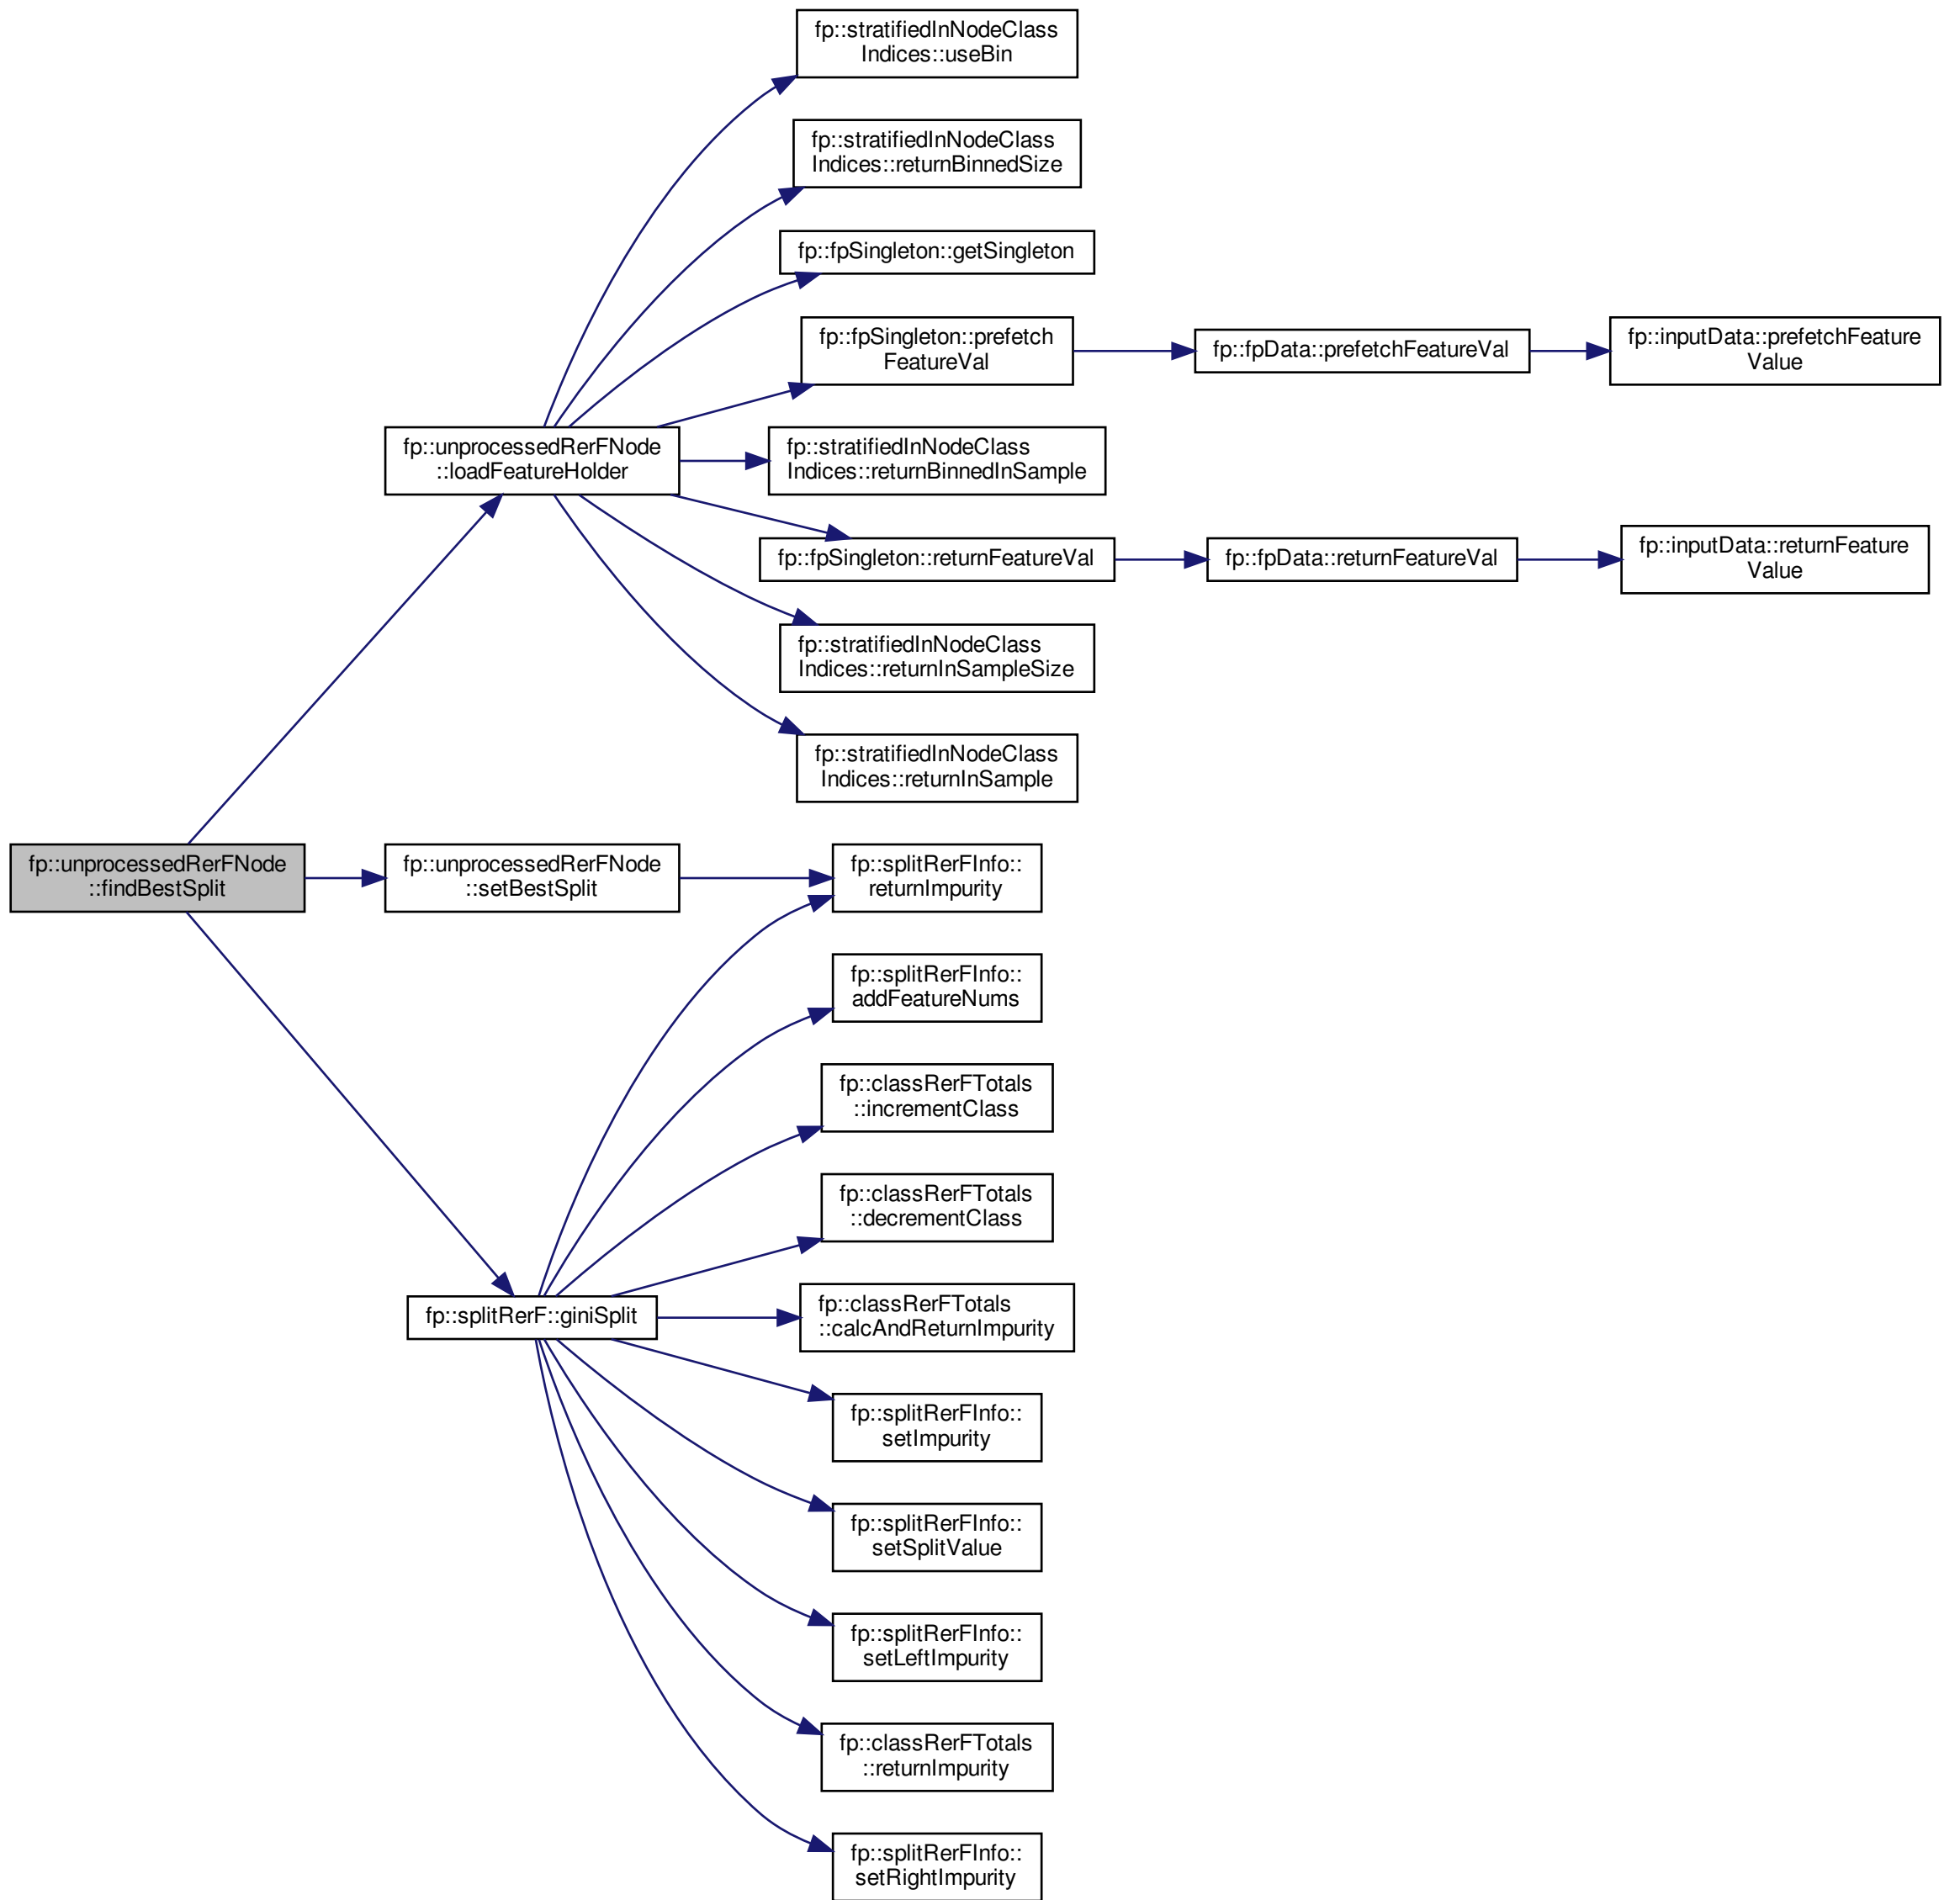 fp::stratifiedInNodeClass
Indices::useBin
fp::stratifiedInNodeClass
Indices::returnBinnedSize
fp::fpSingleton::getSingleton
fp::fpSingleton::prefetch
FeatureVal
fp::fpData::prefetchFeatureVal
fp::inputData::prefetchFeature
Value
fp::unprocessedRerFNode
::loadFeatureHolder
fp::stratifiedInNodeClass
Indices::returnBinnedInSample
fp::fpSingleton::returnFeatureVal
fp::fpData::returnFeatureVal
fp::inputData::returnFeature
Value
fp::stratifiedInNodeClass
Indices::returnInSampleSize
fp::stratifiedInNodeClass
Indices::returnInSample
fp::unprocessedRerFNode
::findBestSplit
fp::unprocessedRerFNode
::setBestSplit
fp::splitRerFInfo::
returnImpurity
fp::splitRerFInfo::
addFeatureNums
fp::classRerFTotals
::incrementClass
fp::classRerFTotals
::decrementClass
fp::splitRerF::giniSplit
fp::classRerFTotals
::calcAndReturnImpurity
fp::splitRerFInfo::
setImpurity
fp::splitRerFInfo::
setSplitValue
fp::splitRerFInfo::
setLeftImpurity
fp::classRerFTotals
::returnImpurity
fp::splitRerFInfo::
setRightImpurity